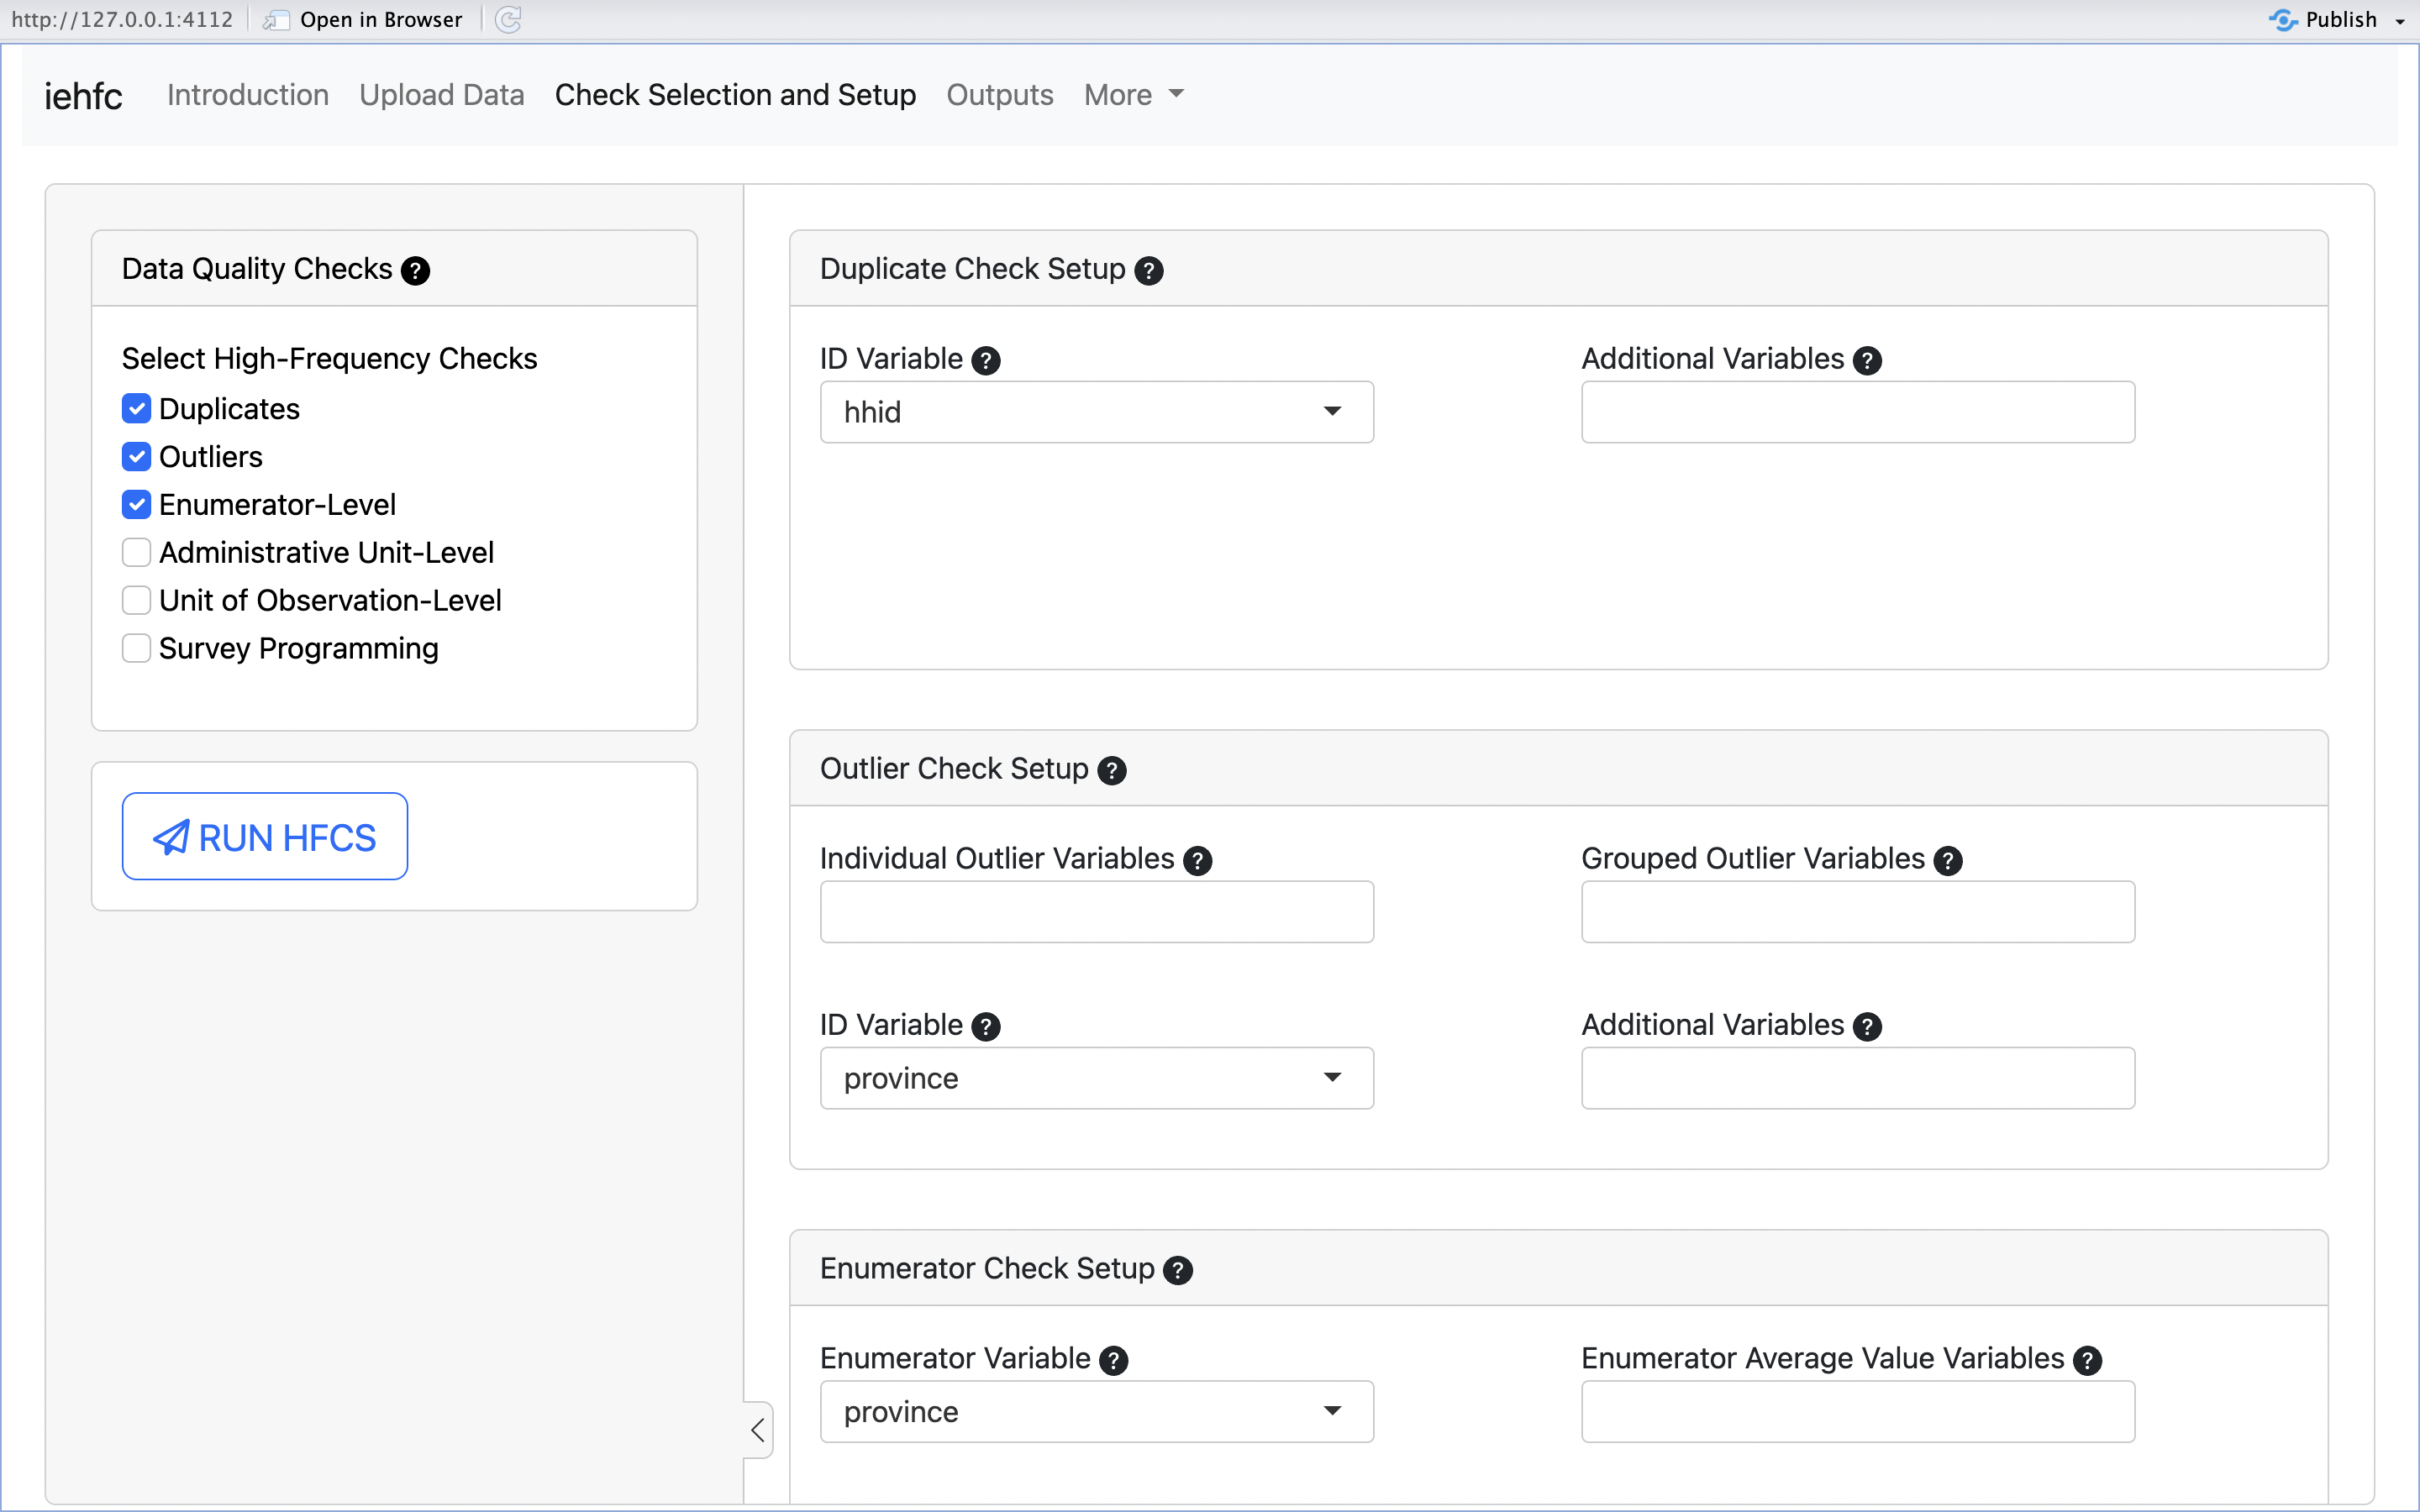 http://127.0.0.1:4112 Open in Browser Publish
iehfc Introduction Upload Data Check Selection and Setup Outputs More
Data Quality Checks ?
Select High-Frequency Checks
Duplicates
Outliers
Enumerator-Level
Administrative Unit-Level
Unit of Observation-Level
Survey Programming
RUN HFCS
Duplicate Check Setup ?
ID Variable ? Additional Variables ?
hhid
Outlier Check Setup ?
Individual Outlier Variables ? Grouped Outlier Variables ?
ID Variable ? Additional Variables ?
province
Enumerator Check Setup ?
Enumerator Variable ? Enumerator Average Value Variables ?
province